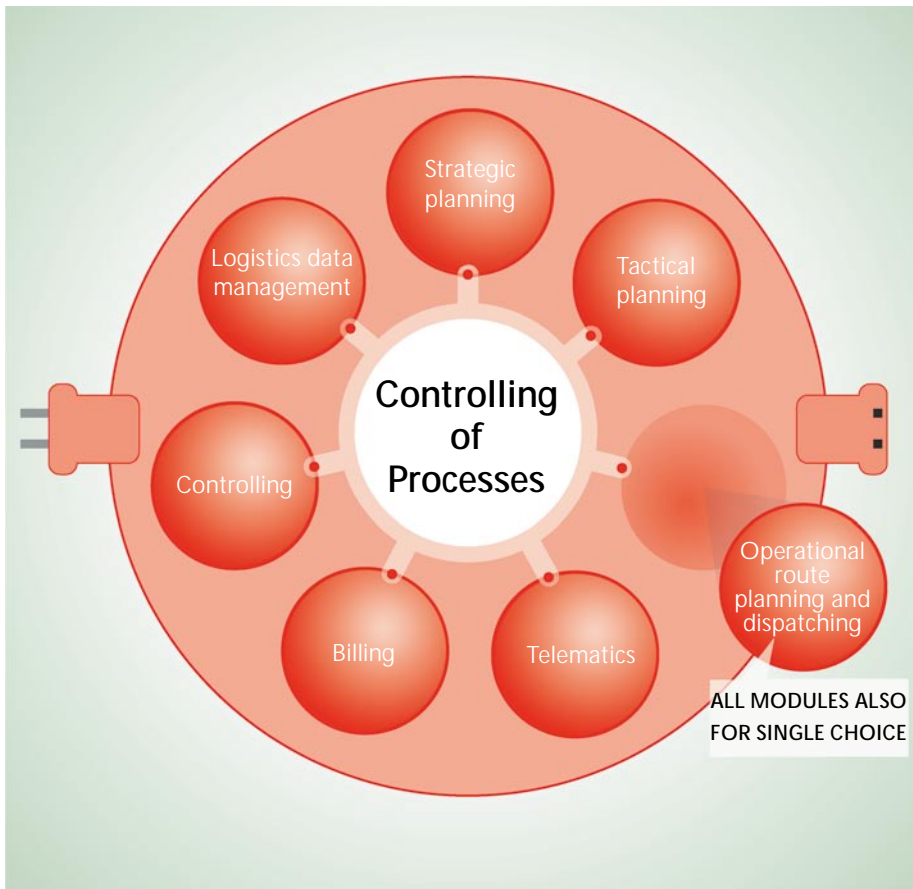 Strategic
planning
Logistics data
management
Tactical
planning
Controlling
of
Processes
Controlling
Operational
route
planning and
dispatching
Billing
Telematics
ALL MODULES ALSO
FOR SINGLE CHOICE